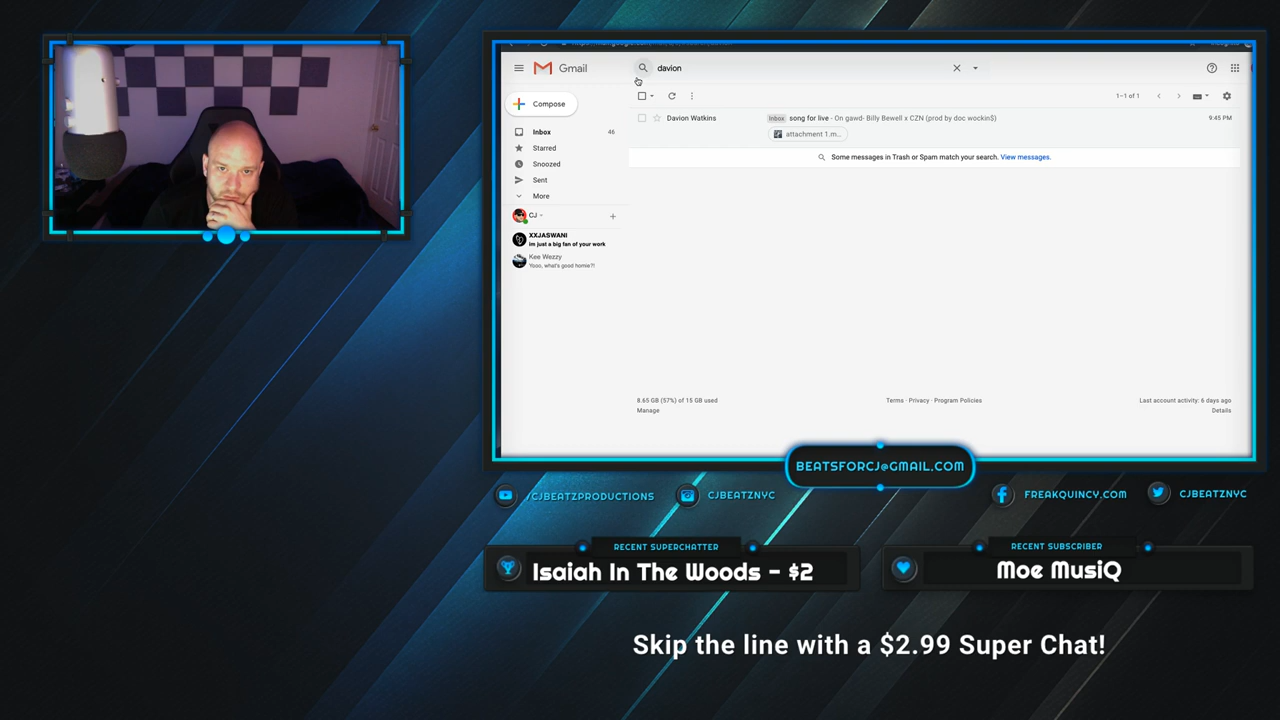 Gmail
davion
Compose
1–1 of 1
Inbox 46
Davion Watkins Inbox song for live - On gawd- Billy Bewell x CZN (prod by doc wockin$) 9:45 PM
attachment 1.m...
Starred
Snoozed
Some messages in Trash or Spam match your search. View messages.
Sent
More
CJ
XXJASWANI
im just a big fan of your work
Kee Wezzy
Yooo, what's good homie?!
8.65 GB (57%) of 15 GB used
Manage
Terms · Privacy · Program Policies
Last account activity: 6 days ago
Details
BEATSFORCJ@GMAIL.COM
/CJBEATZPRODUCTIONS
CJBEATZNYC
FREAKQUINCY.COM
CJBEATZNYC
RECENT SUPERCHATTER
Isaiah In The Woods - $2
RECENT SUBSCRIBER
Moe MusiQ
Skip the line with a $2.99 Super Chat!